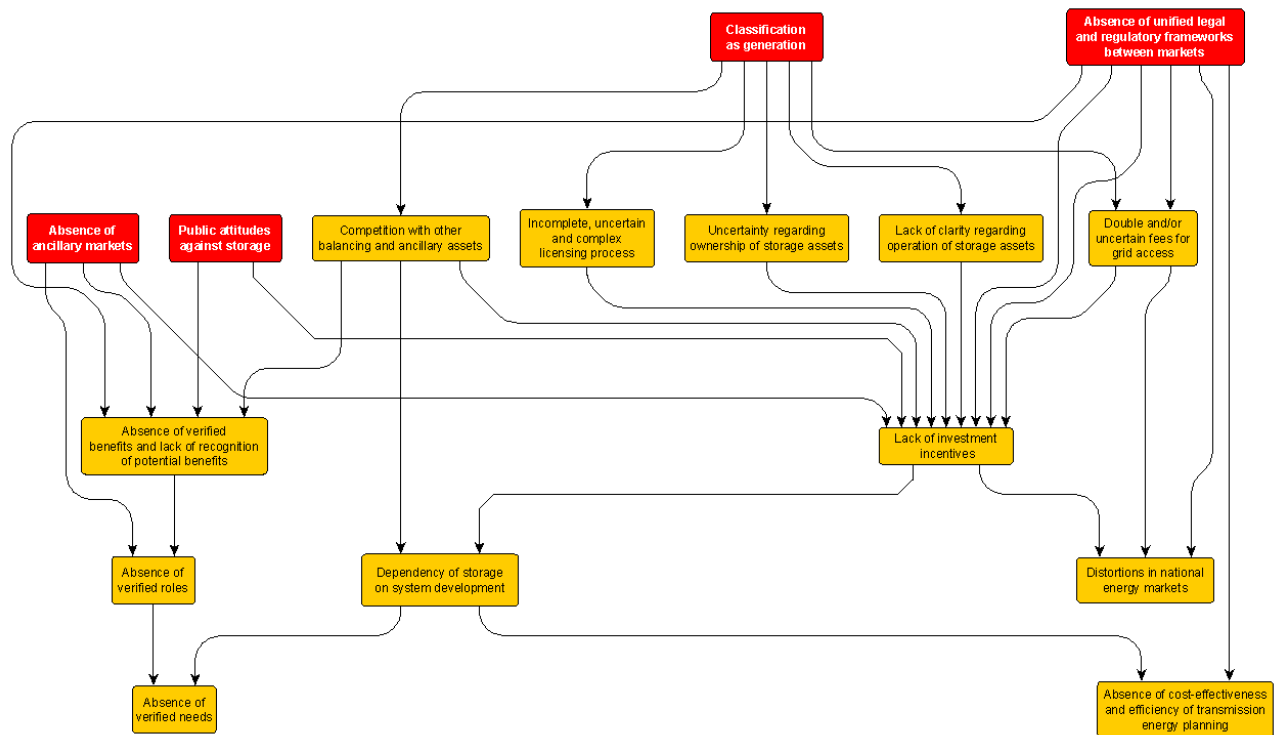 Classification
as generation
Absence of unified legal
and regulatory frameworks
between markets
Absence of
ancillary markets
Public attitudes
against storage
Competition with other
balancing and ancillary assets
Incomplete, uncertain
and complex
licensing process
Uncertainty regarding
ownership of storage assets
Lack of clarity regarding
operation of storage assets
Double and/or
uncertain fees for
grid access
Absence of verified
benefits and lack of recognition
of potential benefits
Lack of investment
incentives
Absence of
verified roles
Dependency of storage
on system development
Distortions in national
energy markets
Absence of
verified needs
Absence of cost-effectiveness
and efficiency of transmission
energy planning